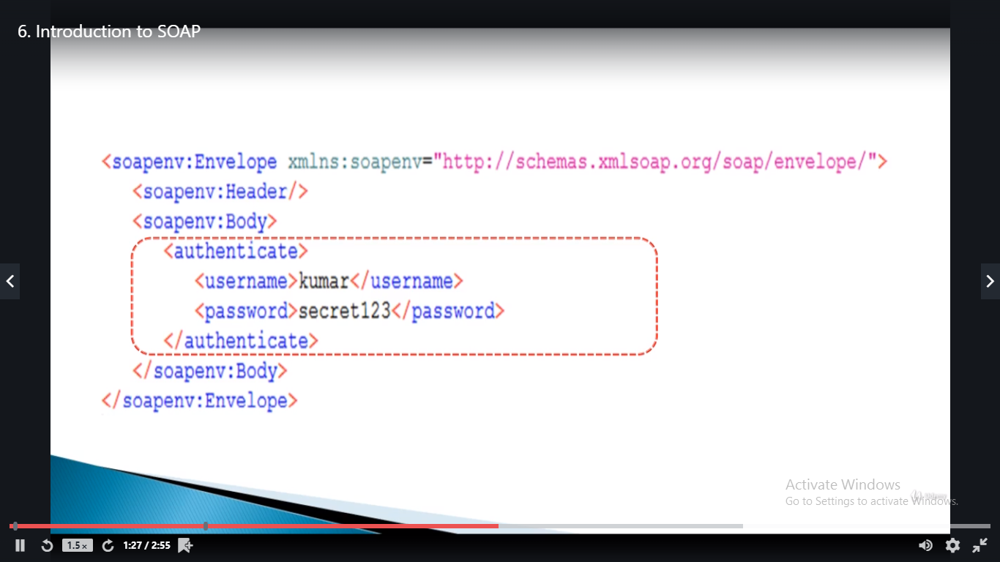 6. Introduction to SOAP
<soapenv:Envelope xmlns:soapenv="http://schemas.xmlsoap.org/soap/envelope/">
<soapenv:Header/>
<soapenv:Body>
<authenticate>
<username>kumar</username>
<password>secret123</password>
</authenticate>
</soapenv:Body>
</soapenv:Envelope>
Activate Windows
Go to Settings to activate Windows.
1.5x
1:27 / 2:55